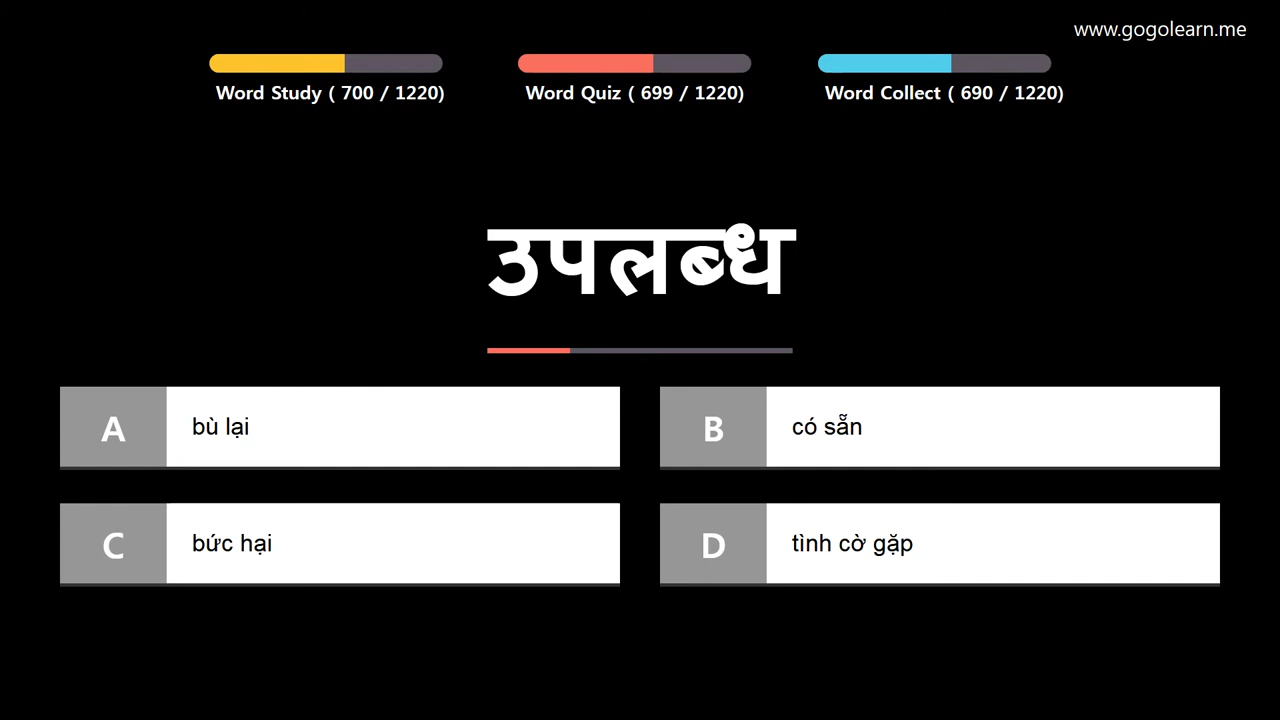 www.gogolearn.me
Word Study ( 700 / 1220)
Word Quiz ( 699 / 1220)
Word Collect ( 690 / 1220)
उपलब्ध
A
bù lại
B
có sẵn
C
bức hại
D
tình cờ gặp